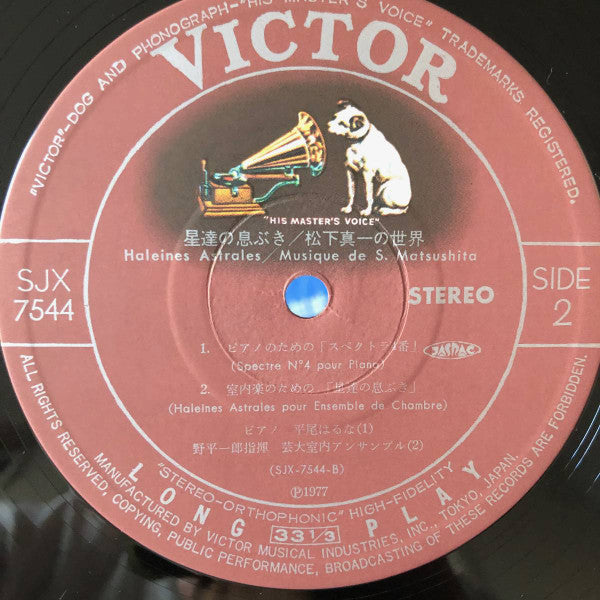 "VICTOR"-DOG AND PHONOGRAPH-"HIS MASTER'S VOICE" TRADEMARKS REGISTERED.
VICTOR
"HIS MASTER'S VOICE"
星達の息ぶき/松下真一の世界
Haleines Astrales Musique de S. Matsushita
SJX
7544
STEREO
SIDE
2
1. ピアノのための「スペクトラ4番」 JASRAC
(Spectre Nº4 pour Piano)
2. 室内楽のための「星達の息ぶき」
(Haleines Astrales pour Ensemble de Chambre)
ピアノ 平尾はるな(1)
野平一郎指揮 芸大室内アンサンブル(2)
(SJX-7544-B)
Ⓟ1977
"STEREO-ORTHOPHONIC" HIGH-FIDELITY
LONG 33 1/3 PLAY
MANUFACTURED BY VICTOR MUSICAL INDUSTRIES, INC., TOKYO, JAPAN.
ALL RIGHTS RESERVED, COPYING, PUBLIC PERFORMANCE, BROADCASTING OF THESE RECORDS ARE FORBIDDEN.